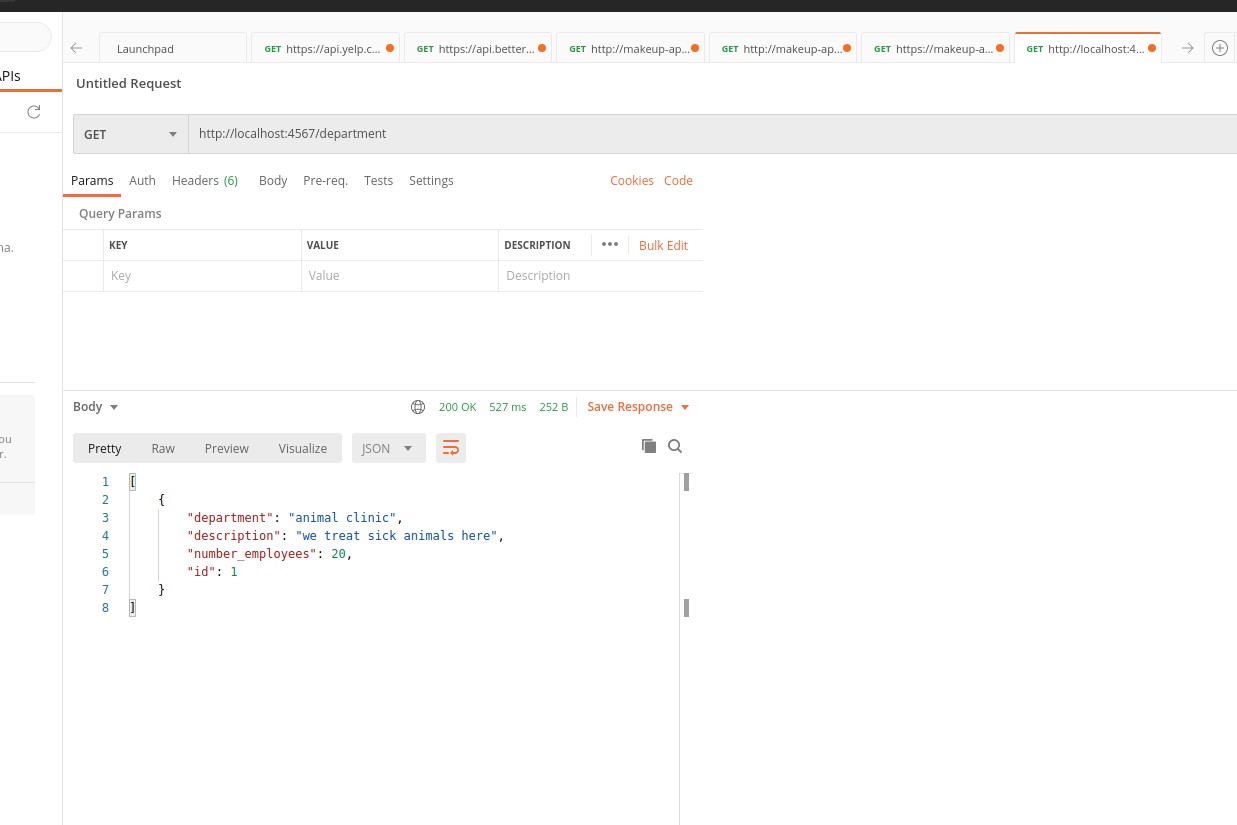 Launchpad
GET https://api.yelp.c...
GET https://api.better...
GET http://makeup-ap...
GET http://makeup-ap...
GET https://makeup-a...
GET http://localhost:4...
APIs
Untitled Request
GET
http://localhost:4567/department
Params Auth Headers (6) Body Pre-req. Tests Settings Cookies Code
Query Params
KEY VALUE DESCRIPTION ••• Bulk Edit
Key Value Description
Body 200 OK 527 ms 252 B Save Response
Pretty Raw Preview Visualize JSON
1 [
2 {
3 "department": "animal clinic",
4 "description": "we treat sick animals here",
5 "number_employees": 20,
6 "id": 1
7 }
8 ]